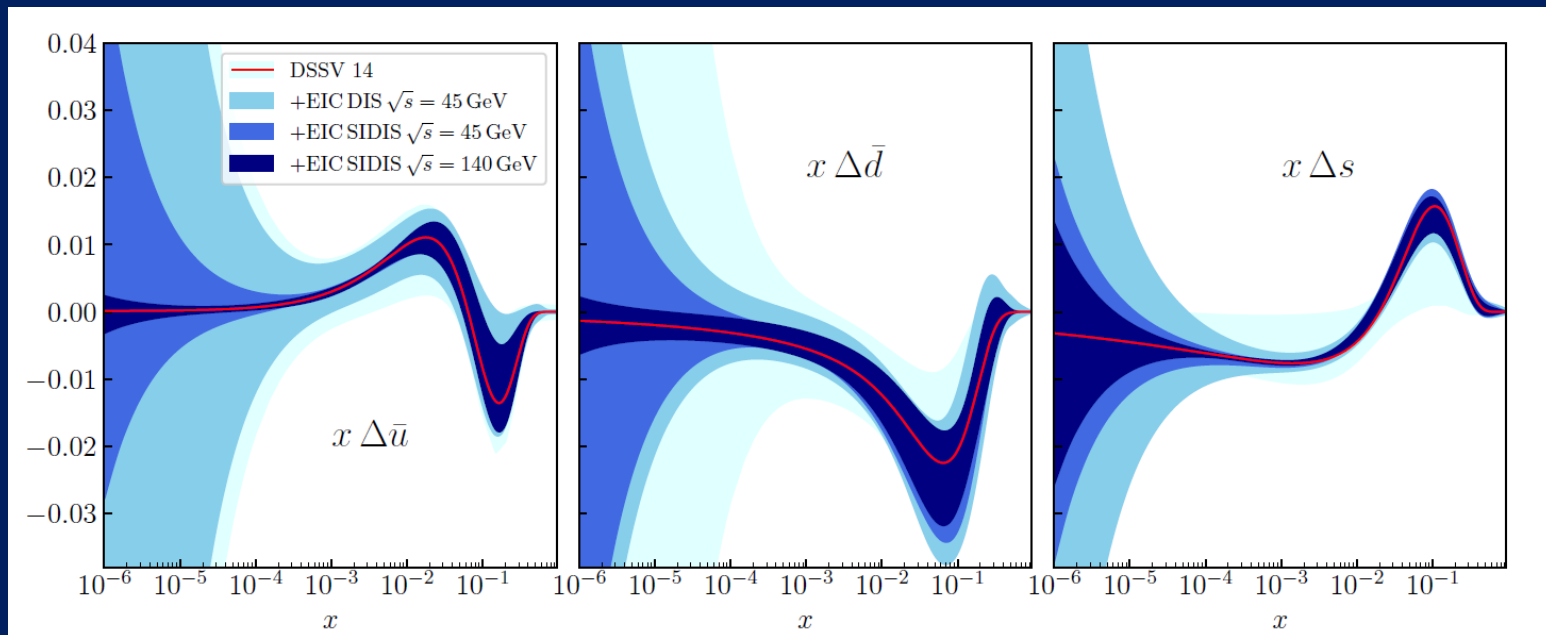 0.04
0.03
0.02
0.01
0.00
−0.01
−0.02
−0.03
DSSV 14
+EIC DIS √s = 45 GeV
+EIC SIDIS √s = 45 GeV
+EIC SIDIS √s = 140 GeV
x Δū
x Δd̄
x Δs
10⁻⁶ 10⁻⁵ 10⁻⁴ 10⁻³ 10⁻² 10⁻¹ 10⁻⁶ 10⁻⁵ 10⁻⁴ 10⁻³ 10⁻² 10⁻¹ 10⁻⁶ 10⁻⁵ 10⁻⁴ 10⁻³ 10⁻² 10⁻¹
x x x